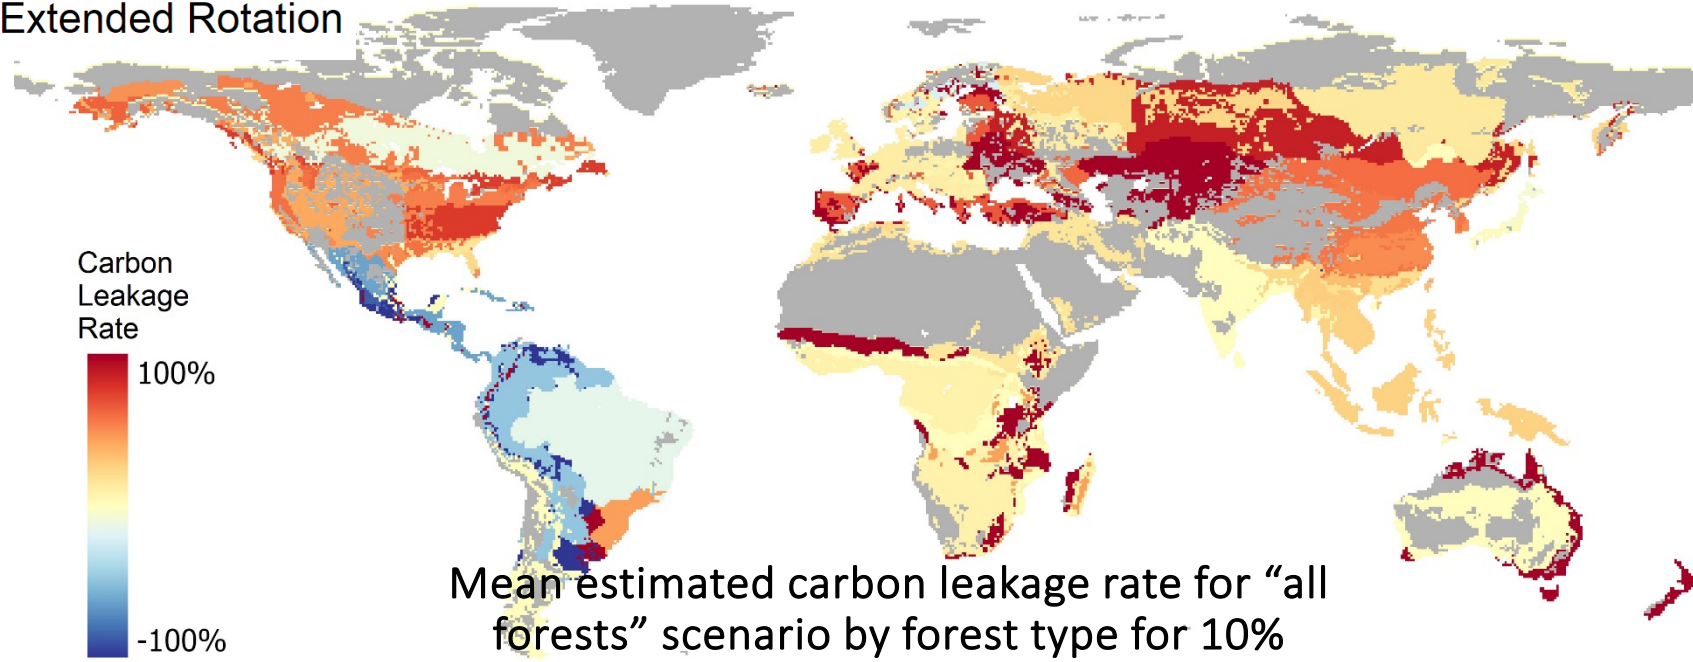 Extended Rotation
Carbon
Leakage
Rate
100%
-100%
Mean estimated carbon leakage rate for “all
forests” scenario by forest type for 10%